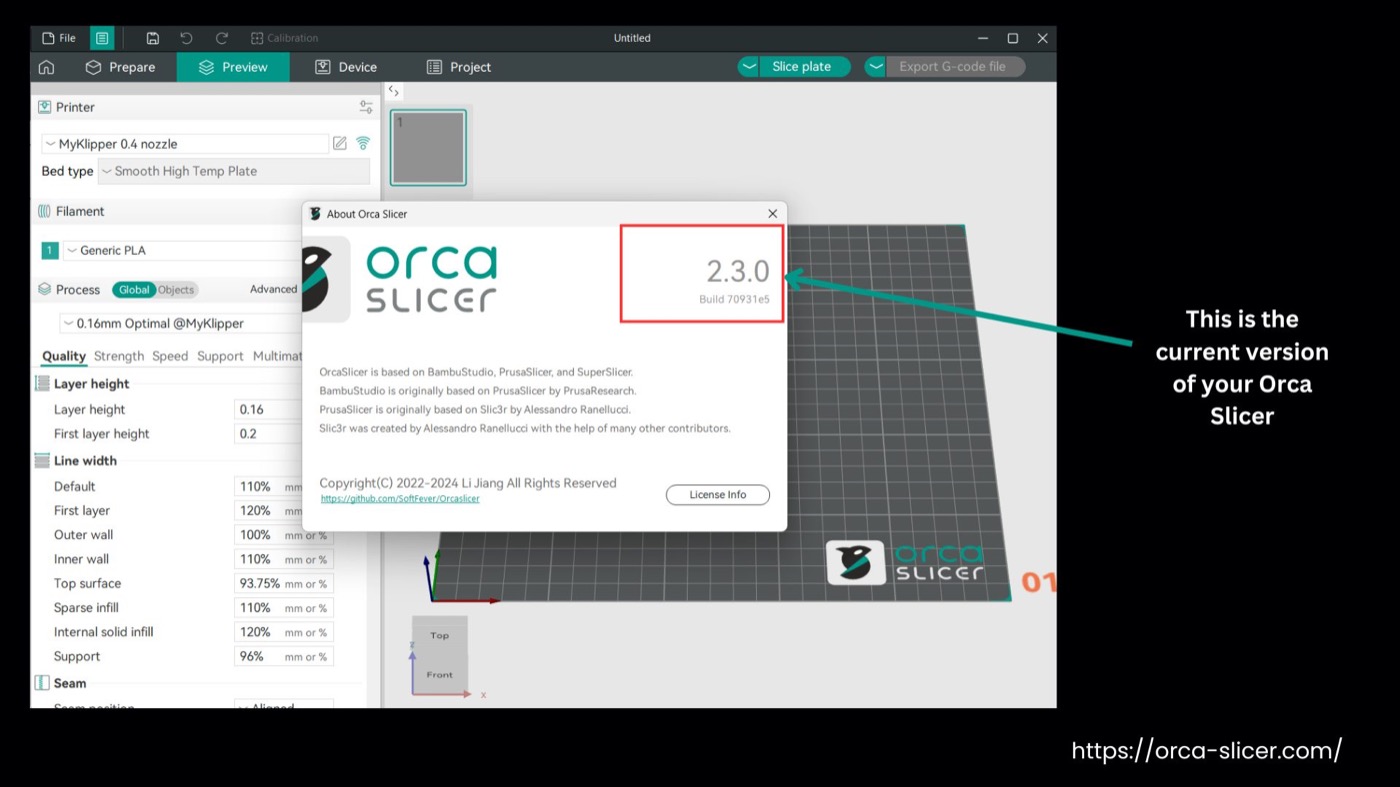 File
Calibration
Untitled
Prepare
Preview
Device
Project
Slice plate
Export G-code file
Printer
1
MyKlipper 0.4 nozzle
Bed type
Smooth High Temp Plate
Filament
1
Generic PLA
Process
Global
Objects
Advanced
0.16mm Optimal @MyKlipper
Quality
Strength
Speed
Support
Layer height
Layer height
0.16
First layer height
0.2
Line width
Default
110%
mm
First layer
120%
mm
Outer wall
100%
mm or %
Inner wall
110%
mm or %
Top surface
93.75%
mm or %
Sparse infill
110%
mm or %
Internal solid infill
120%
mm or %
Support
96%
mm or %
Seam
About Orca Slicer
orca
SLICER
2.3.0
Build 70931e5
OrcaSlicer is based on BambuStudio, PrusaSlicer, and SuperSlicer.
BambuStudio is originally based on PrusaSlicer by PrusaResearch.
PrusaSlicer is originally based on Slic3r by Alessandro Ranellucci.
Slic3r was created by Alessandro Ranellucci with the help of many other contributors.
Copyright(C) 2022-2024 Li Jiang All Rights Reserved
https://github.com/SoftFever/Orcaslicer
License Info
orca
SLICER
01
Top
Front
z
x
This is the
current version
of your Orca
Slicer
https://orca-slicer.com/